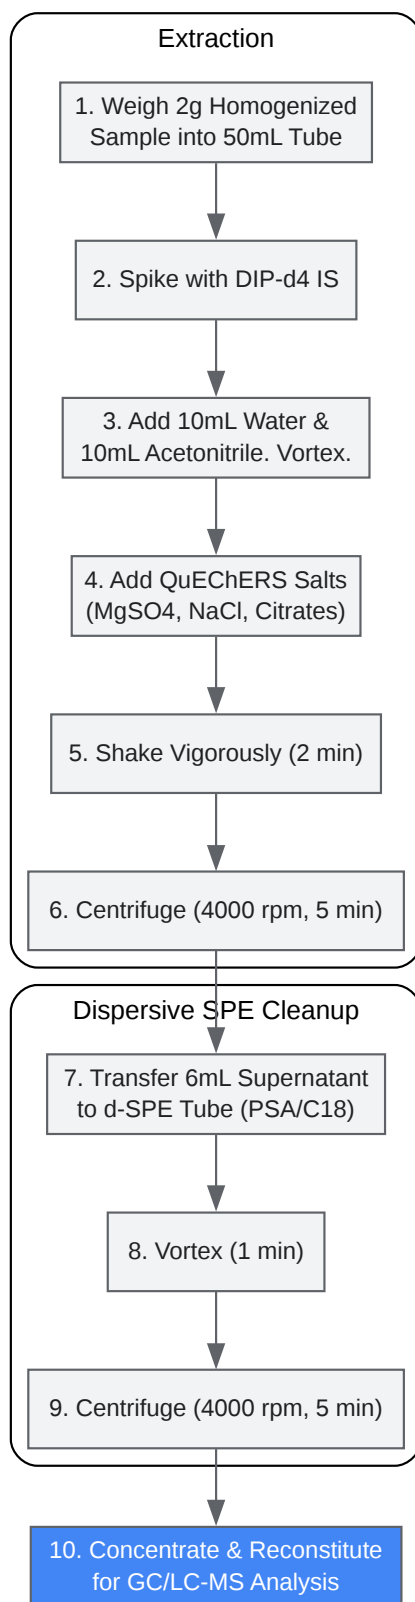 Extraction
1. Weigh 2g Homogenized
Sample into 50mL Tube
2. Spike with DIP-d4 IS
3. Add 10mL Water &
10mL Acetonitrile. Vortex.
4. Add QuEChERS Salts
(MgSO4, NaCl, Citrates)
5. Shake Vigorously (2 min)
6. Centrifuge (4000 rpm, 5 min)
Dispersive SPE Cleanup
7. Transfer 6mL Supernatant
to d-SPE Tube (PSA/C18)
8. Vortex (1 min)
9. Centrifuge (4000 rpm, 5 min)
10. Concentrate & Reconstitute
for GC/LC-MS Analysis